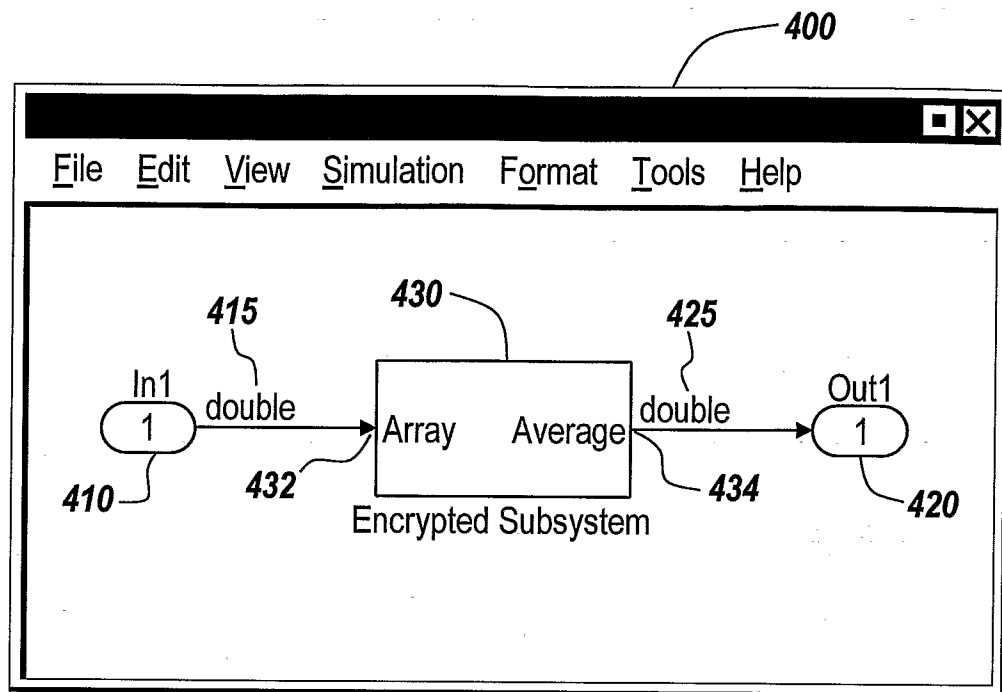 400
File Edit View Simulation Format Tools Help
430
415
425
In1
Out1
double
double
1
Array
Average
1
410
432
434
420
Encrypted Subsystem